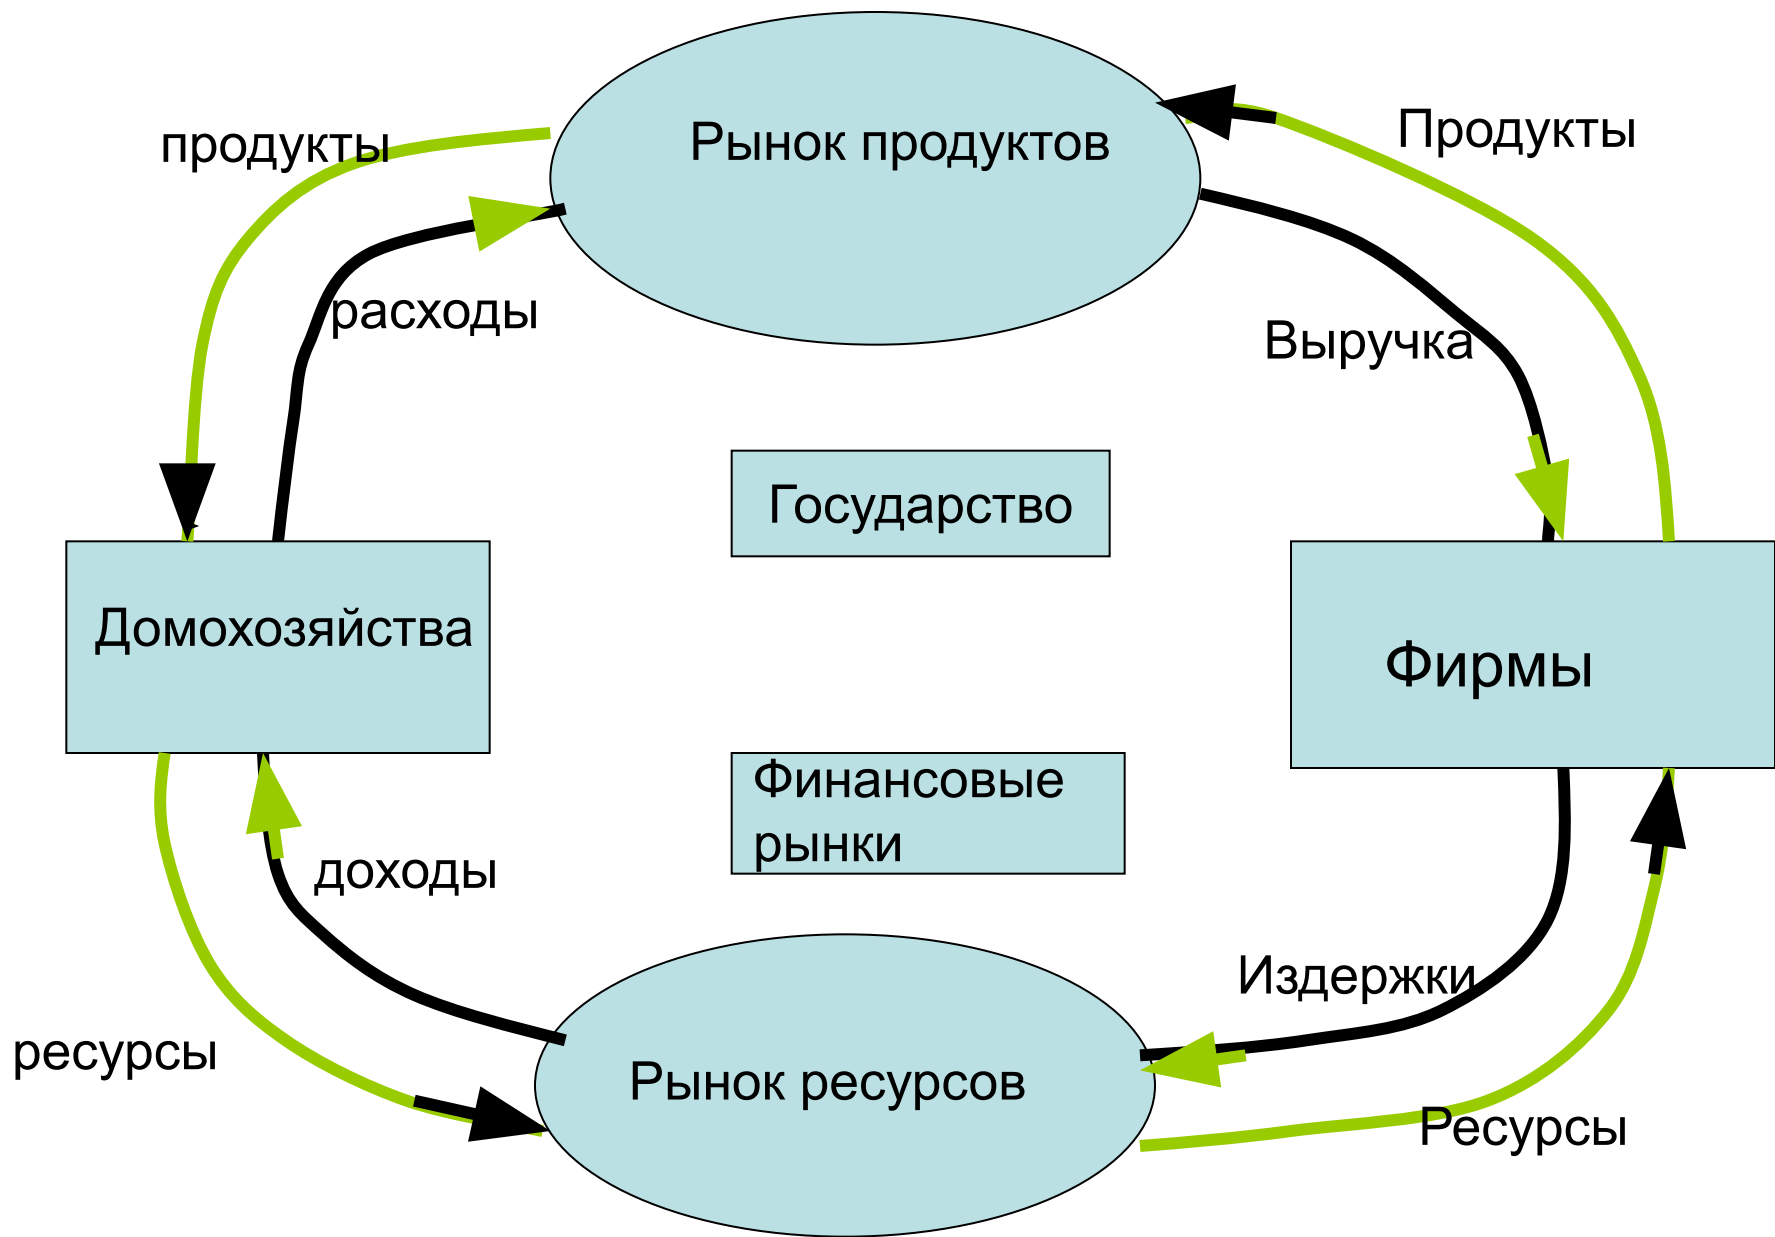 Рынок продуктов
Продукты
продукты
расходы
Выручка
Государство
Домохозяйства
Фирмы
Финансовые
рынки
доходы
Издержки
ресурсы
Рынок ресурсов
Ресурсы